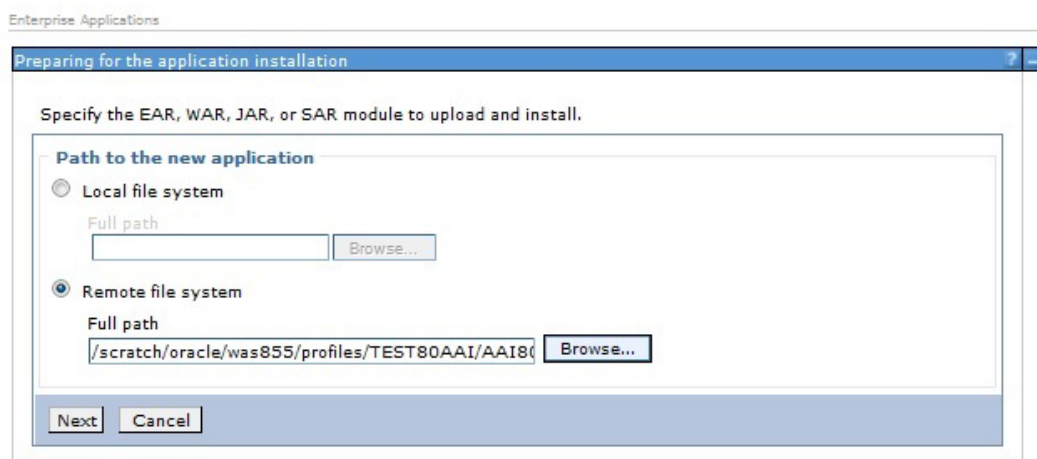 Enterprise Applications
Preparing for the application installation ? –
Specify the EAR, WAR, JAR, or SAR module to upload and install.
Path to the new application
Local file system
Full path
Browse...
Remote file system
Full path
/scratch/oracle/was855/profiles/TEST80AAI/AAI80 Browse...
Next Cancel